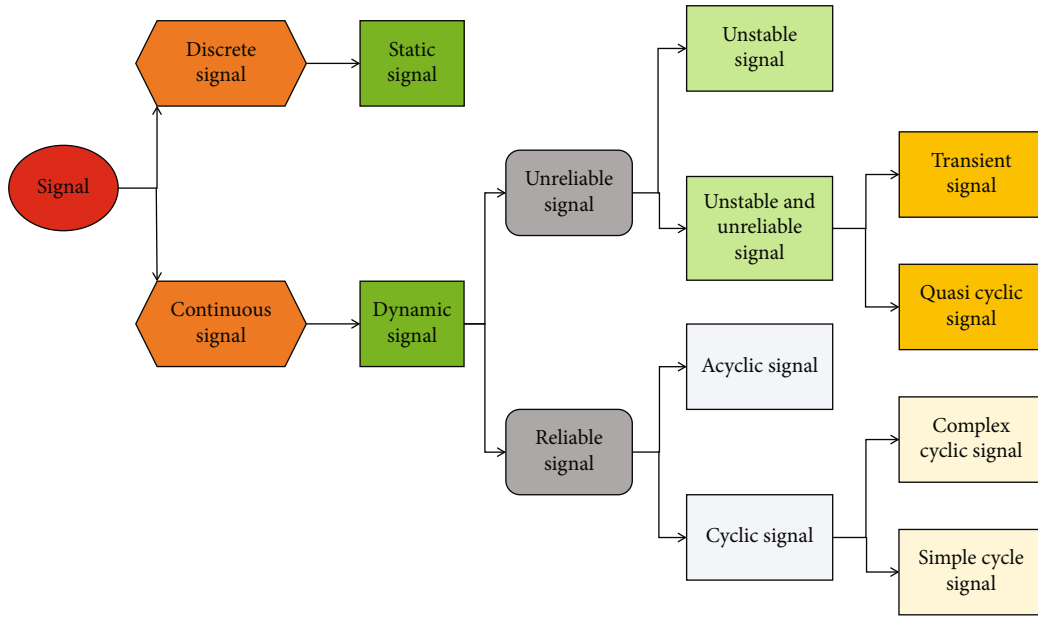 Discrete
signal
Static
signal
Unstable
signal
Signal
Unreliable
signal
Unstable and
unreliable
signal
Transient
signal
Quasi cyclic
signal
Continuous
signal
Dynamic
signal
Reliable
signal
Acyclic signal
Cyclic signal
Complex
cyclic signal
Simple cycle
signal